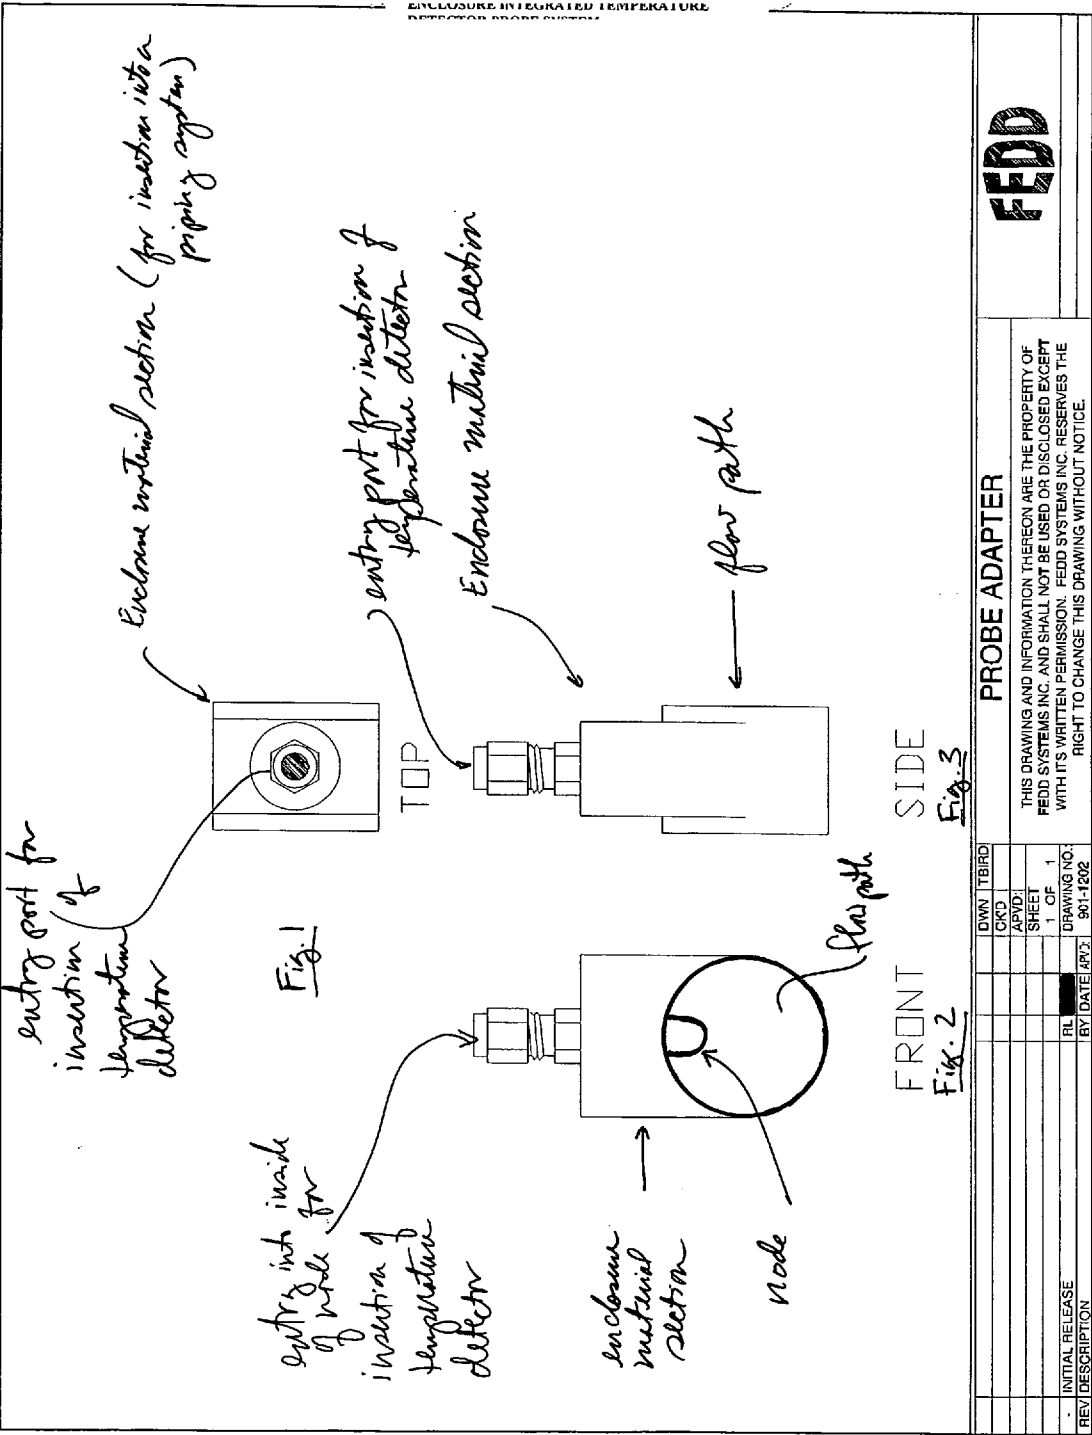 ENCLOSURE INTEGRATED TEMPERATURE
DETECTOR PROBE SYSTEM
entry port for
insertion of
temperature
detector
Fig. 1
Enclosure material section (for insertion into a
piping system)
TOP
entry into inside
of node for
insertion of
temperature
detector
enclosure
material
section
node
flow path
FRONT
Fig. 2
entry port for insertion of
temperature detector
Enclosure material section
flow path
SIDE
Fig. 3
- INITIAL RELEASE RL
REV DESCRIPTION BY DATE APV'D:
DWN TBIRD
CK'D
APVD:
SHEET
1 OF 1
DRAWING NO.:
901-1202
PROBE ADAPTER
THIS DRAWING AND INFORMATION THEREON ARE THE PROPERTY OF
FEDD SYSTEMS INC. AND SHALL NOT BE USED OR DISCLOSED EXCEPT
WITH ITS WRITTEN PERMISSION. FEDD SYSTEMS INC. RESERVES THE
RIGHT TO CHANGE THIS DRAWING WITHOUT NOTICE.
FEDD